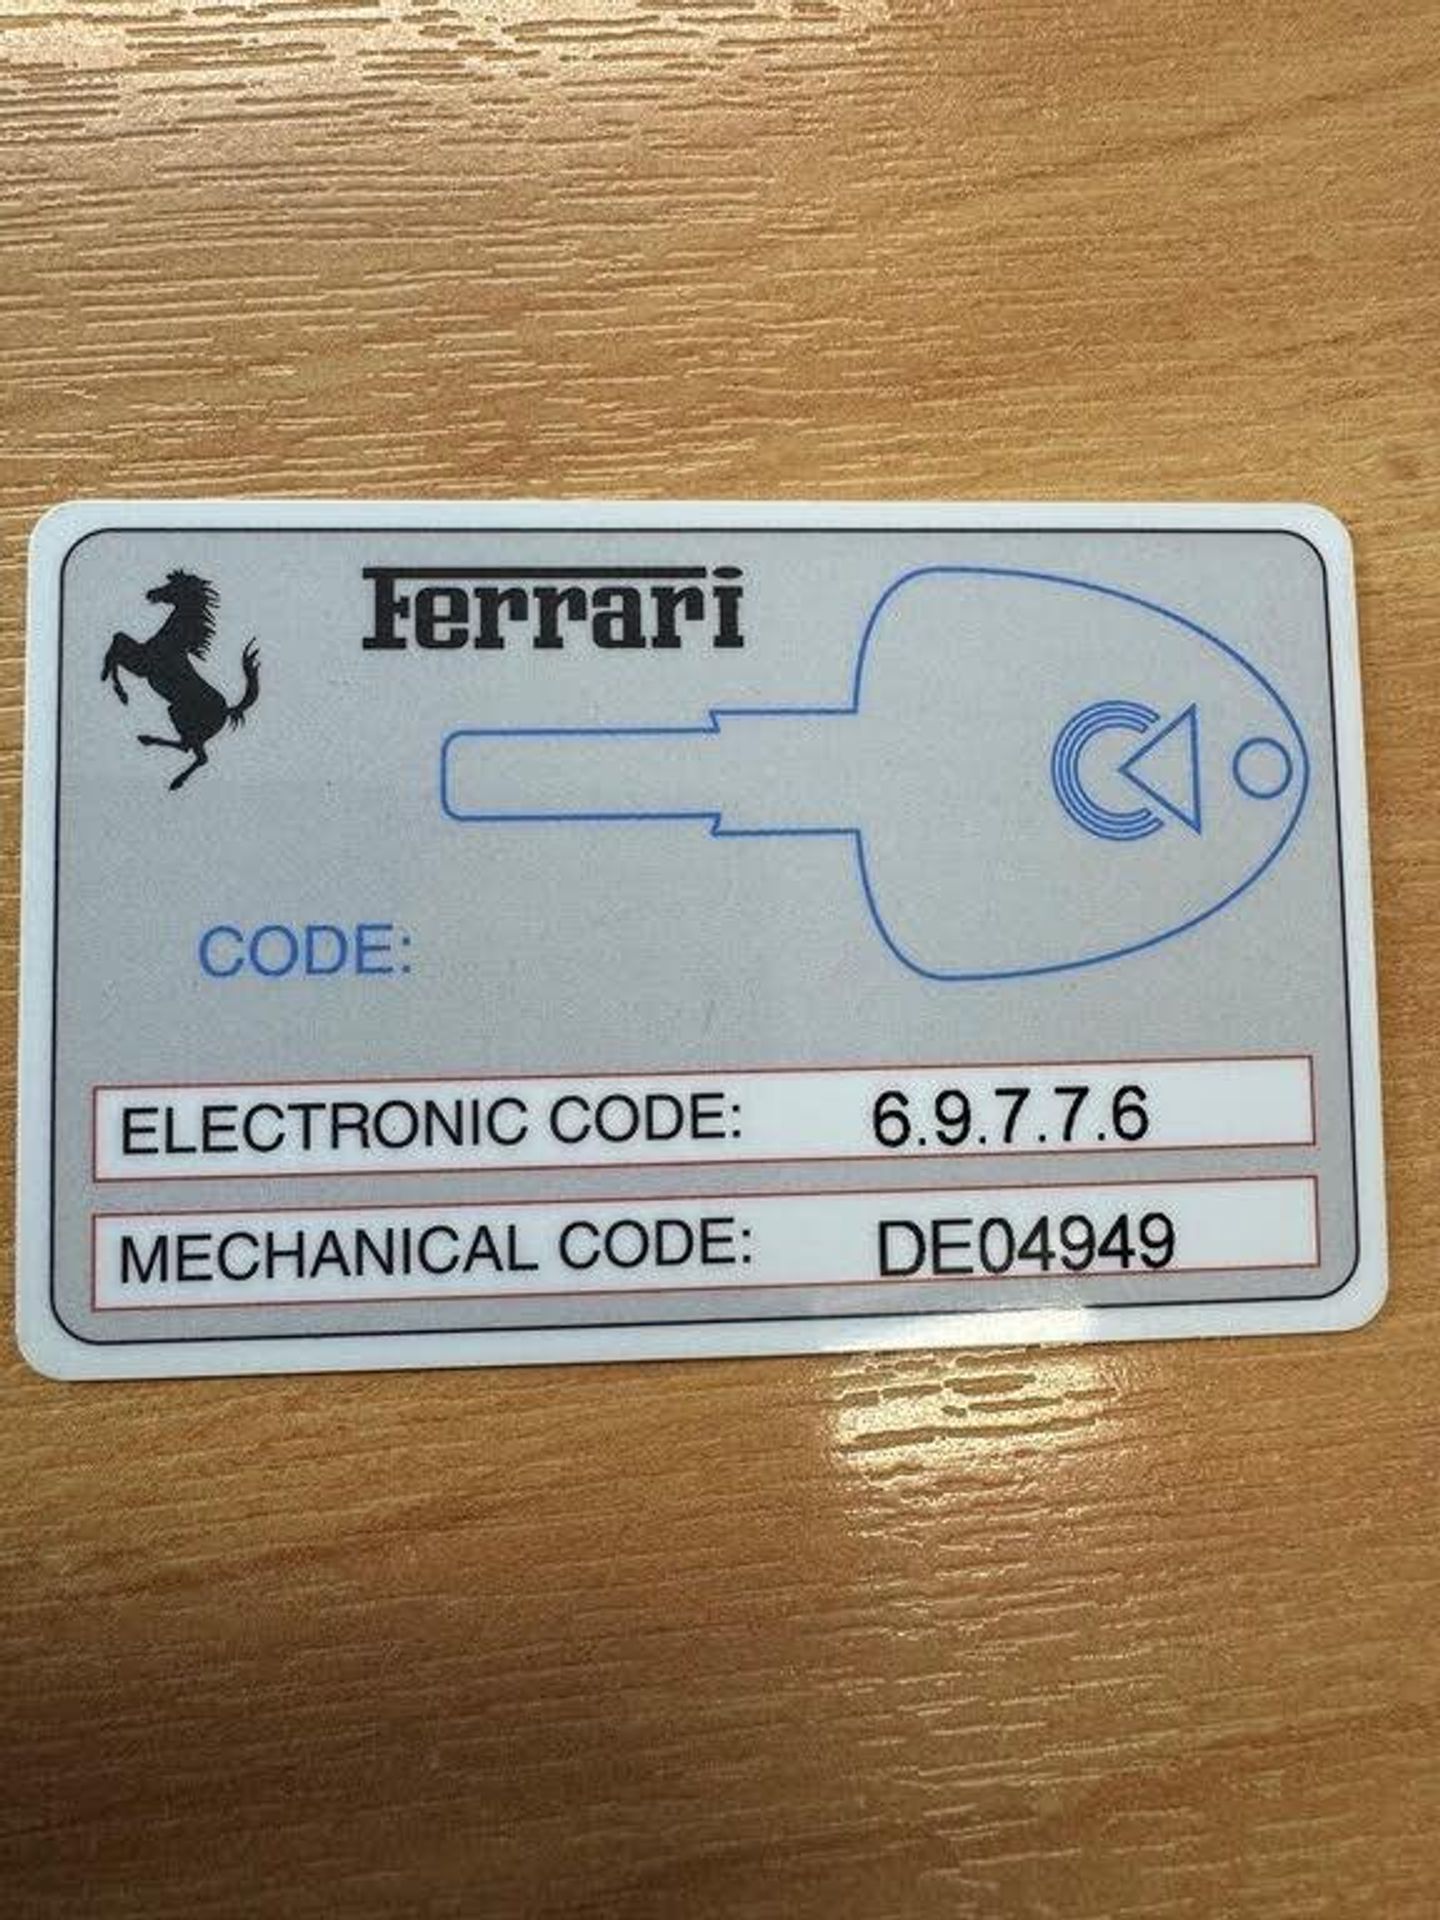 Ferrari
CODE:
ELECTRONIC CODE: 6.9.7.7.6
MECHANICAL CODE: DE04949